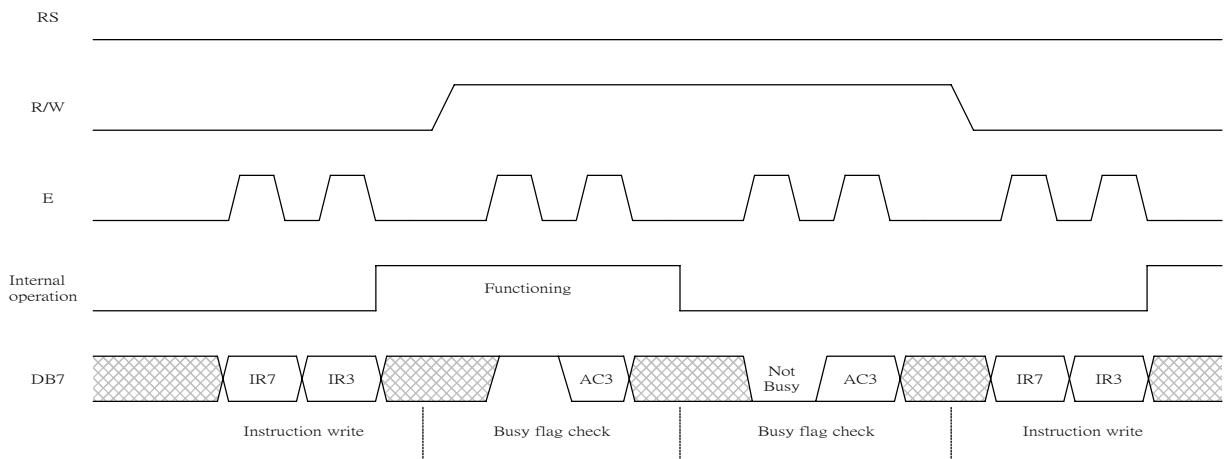 RS
R/W
E
Internal
operation
Functioning
DB7
IR7
IR3
AC3
Not
Busy
AC3
IR7
IR3
Instruction write
Busy flag check
Busy flag check
Instruction write